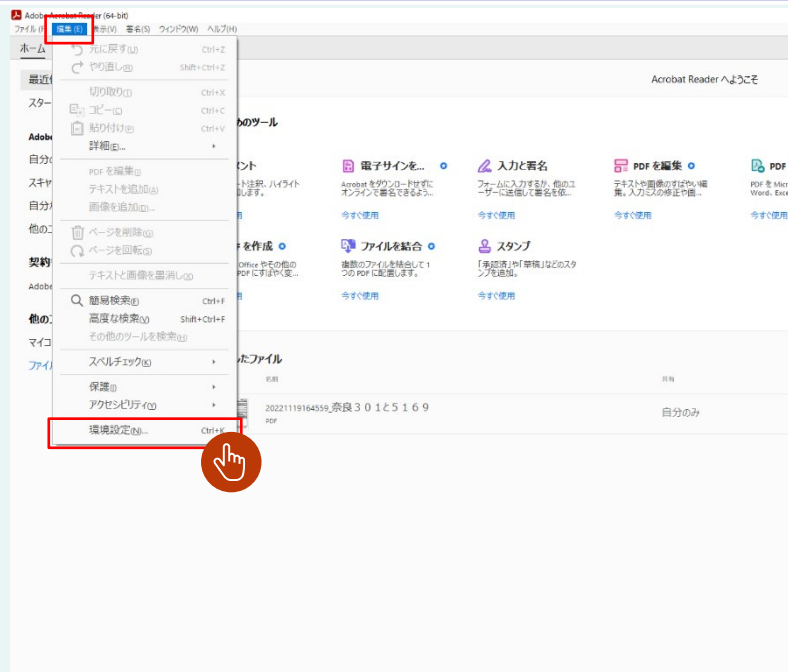 Adobe Acrobat Reader (64-bit)
ファイル(F) 編集(E) 表示(V) 署名(S) ウィンドウ(W) ヘルプ(H)
ホーム
元に戻す(U) Ctrl+Z
やり直し(R) Shift+Ctrl+Z
切り取り(T) Ctrl+X
コピー(C) Ctrl+C
貼り付け(P) Ctrl+V
詳細(E)...
PDF を編集(I)
テキストを追加(A)
画像を追加(D)...
ページを削除(G)
ページを回転(S)
テキストと画像を墨消し(X)
簡易検索(F) Ctrl+F
高度な検索(V) Shift+Ctrl+F
その他のツールを検索(H)
スペルチェック(K)
保護(I)
アクセシビリティ(Y)
環境設定(N)... Ctrl+K
最近
スター
Adobe
自分
スキャ
自分
他の
契約
Adobe
他の
マイコ
ファイ
Acrobat Reader へようこそ
めのツール
ント
ート注釈、ハイライト
加します。
用
電子サインを...
Acrobat をダウンロードせずに
オンラインで署名できるよう...
今すぐ使用
入力と署名
フォームに入力するか、他のユ
ーザーに送信して署名を依...
今すぐ使用
PDF を編集
テキストや画像のすばやい編
集。入力ミスの修正や画...
今すぐ使用
PDF
PDF を Micr
Word、Exce
今すぐ使用
を作成
Office やその他の
PDF にすばやく変...
用
ファイルを結合
複数のファイルを結合して 1
つの PDF に配置します。
今すぐ使用
スタンプ
「承認済」や「草稿」などのスタ
ンプを追加。
今すぐ使用
たファイル
名前 共有
20221119164559_奈良３０１と５１６９ 自分のみ
PDF